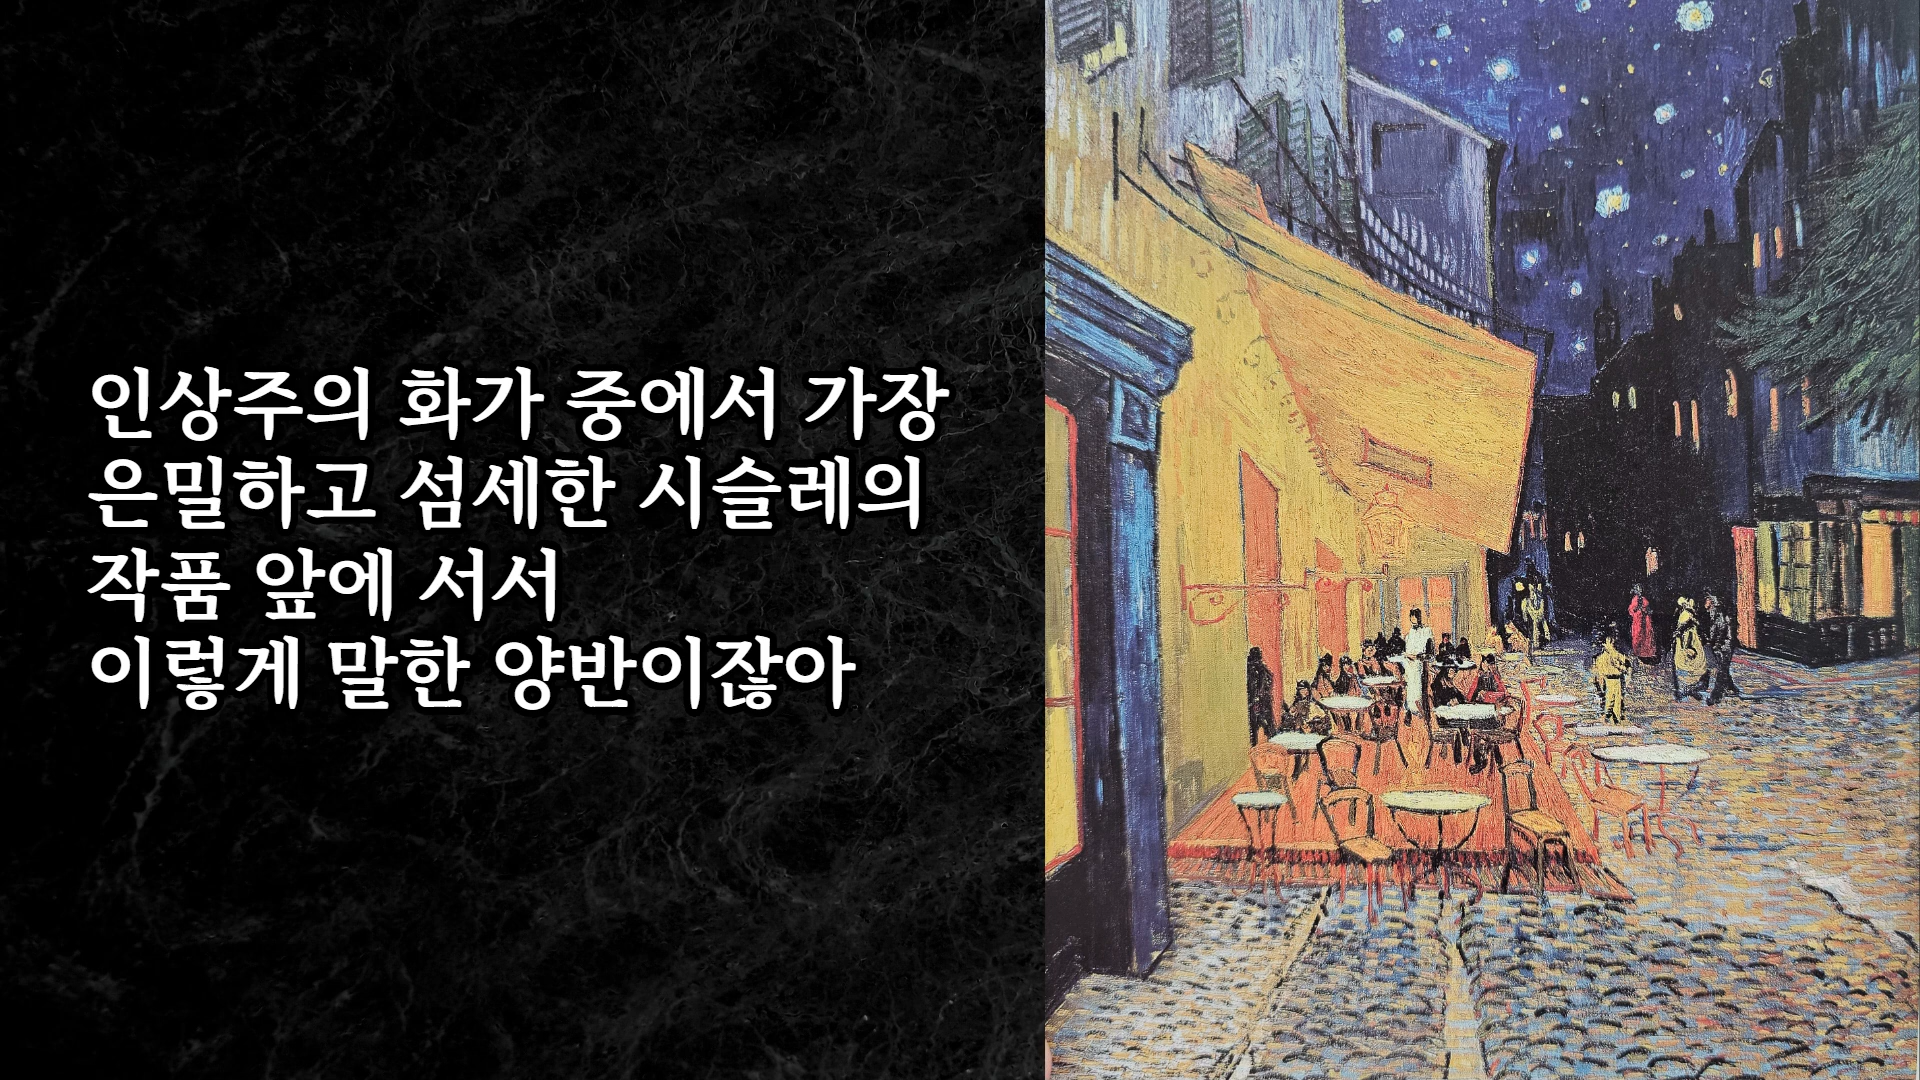 인상주의 화가 중에서 가장
은밀하고 섬세한 시슬레의
작품 앞에 서서
이렇게 말한 양반이잖아